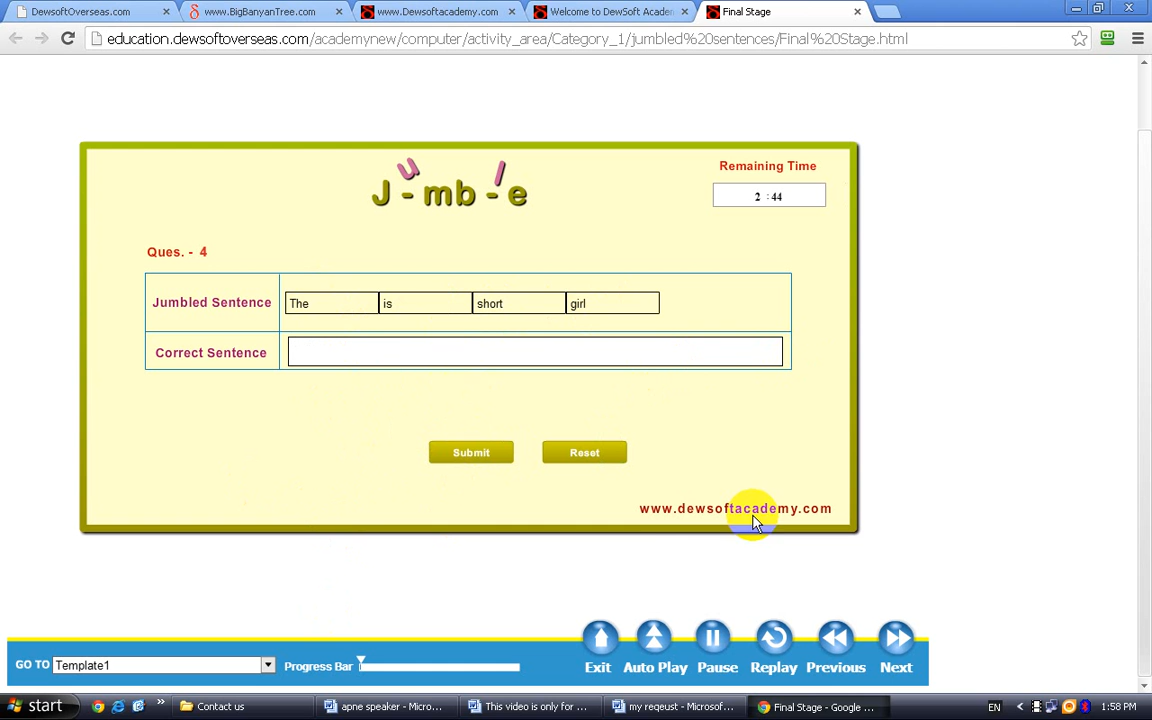 DewsoftOverseas.com
www.BigBanyanTree.com
www.Dewsoftacademy.com
Welcome to DewSoft Acade
Final Stage
education.dewsoftoverseas.com/academynew/computer/activity_area/Category_1/jumbled%20sentences/Final%20Stage.html
J-mb-e
u
l
Remaining Time
2 : 44
Ques. - 4
Jumbled Sentence
The is short girl
Correct Sentence
Submit Reset
www.dewsoftacademy.com
GO TO Template1 Progress Bar Exit Auto Play Pause Replay Previous Next
start Contact us apne speaker - Micro... This video is only for ... my reqeust - Microsof... Final Stage - Google ... EN 1:58 PM